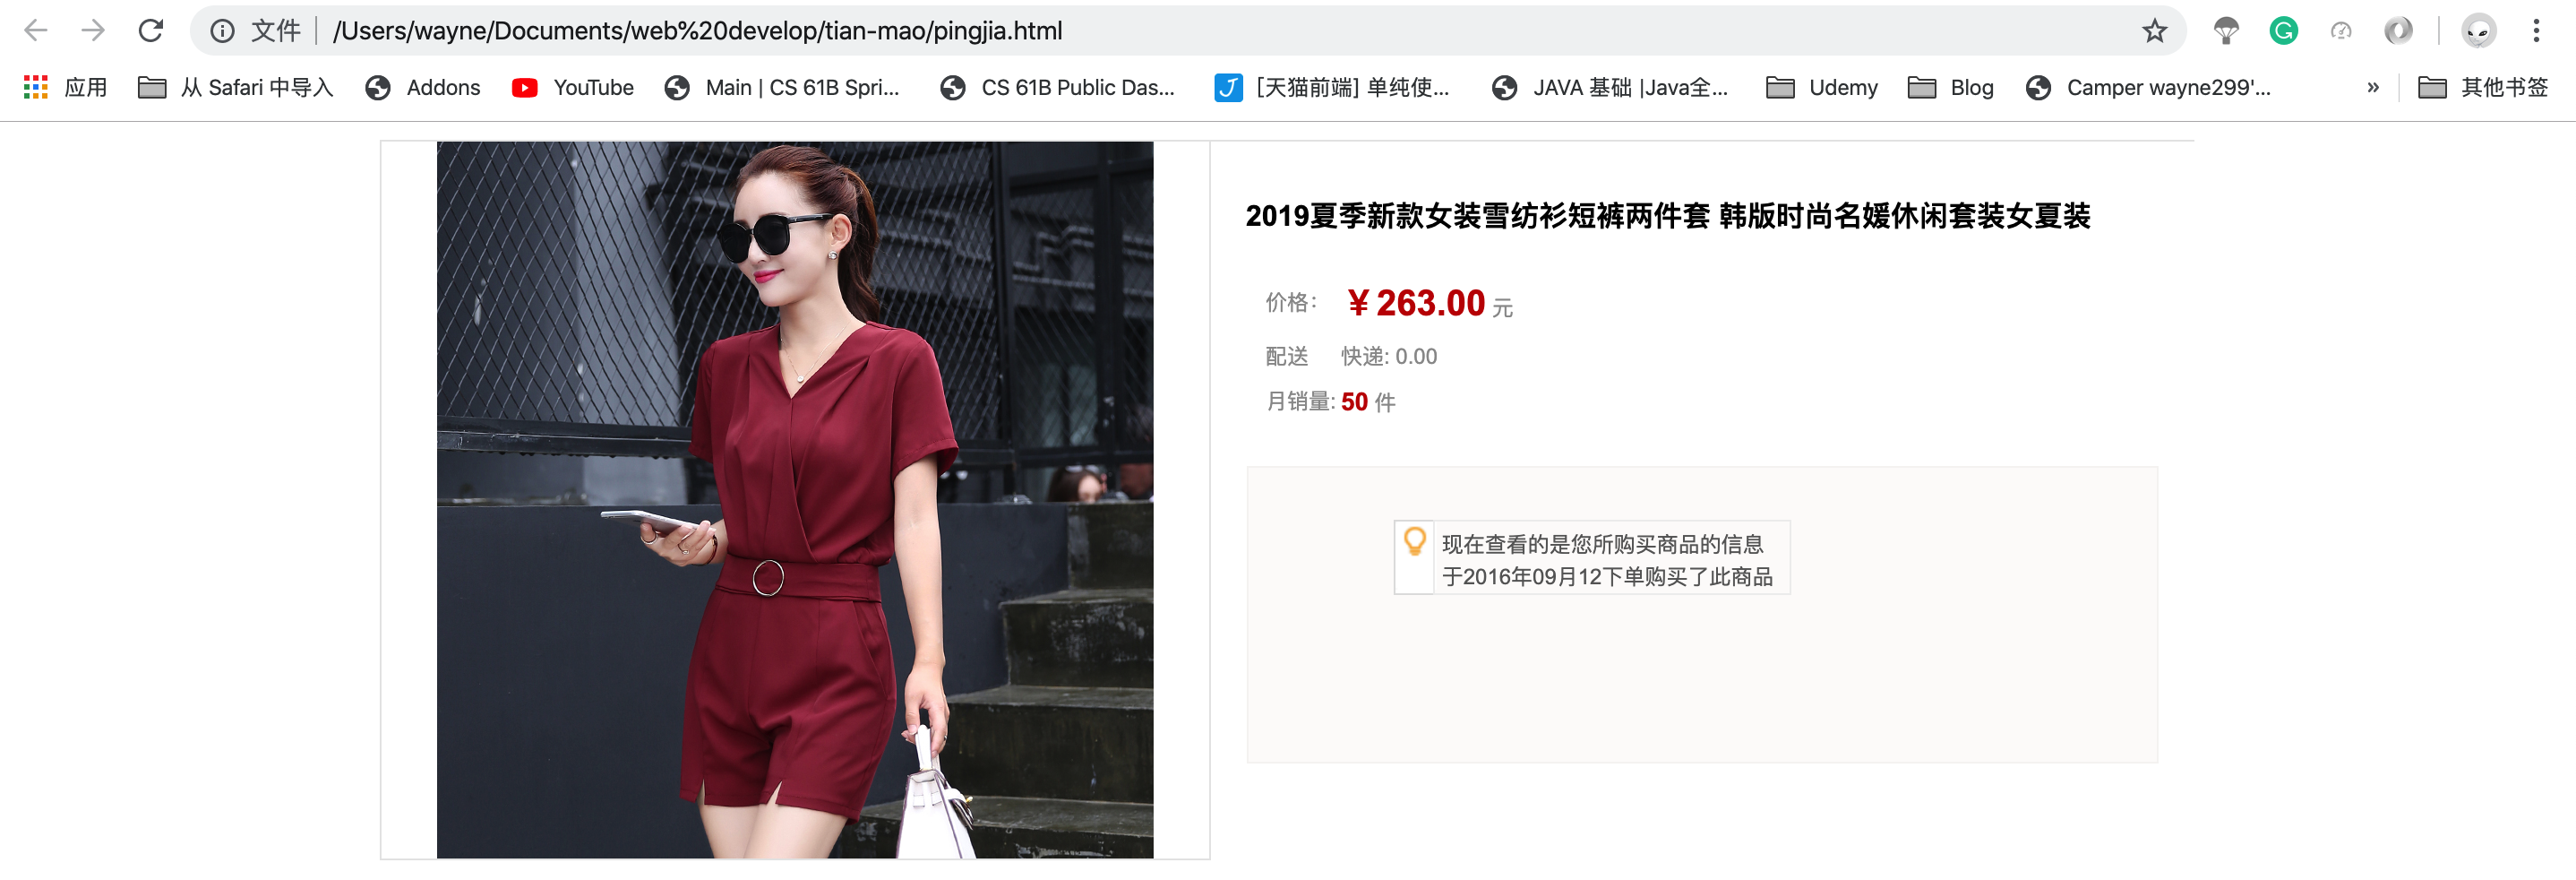 文件 /Users/wayne/Documents/web%20develop/tian-mao/pingjia.html
应用 从 Safari 中导入 Addons YouTube Main | CS 61B Spri... CS 61B Public Das... [天猫前端] 单纯使... JAVA 基础 |Java全... Udemy Blog Camper wayne299'... » 其他书签
2019夏季新款女装雪纺衫短裤两件套 韩版时尚名媛休闲套装女夏装
价格： ¥ 263.00 元
配送 快递: 0.00
月销量: 50 件
现在查看的是您所购买商品的信息
于2016年09月12下单购买了此商品